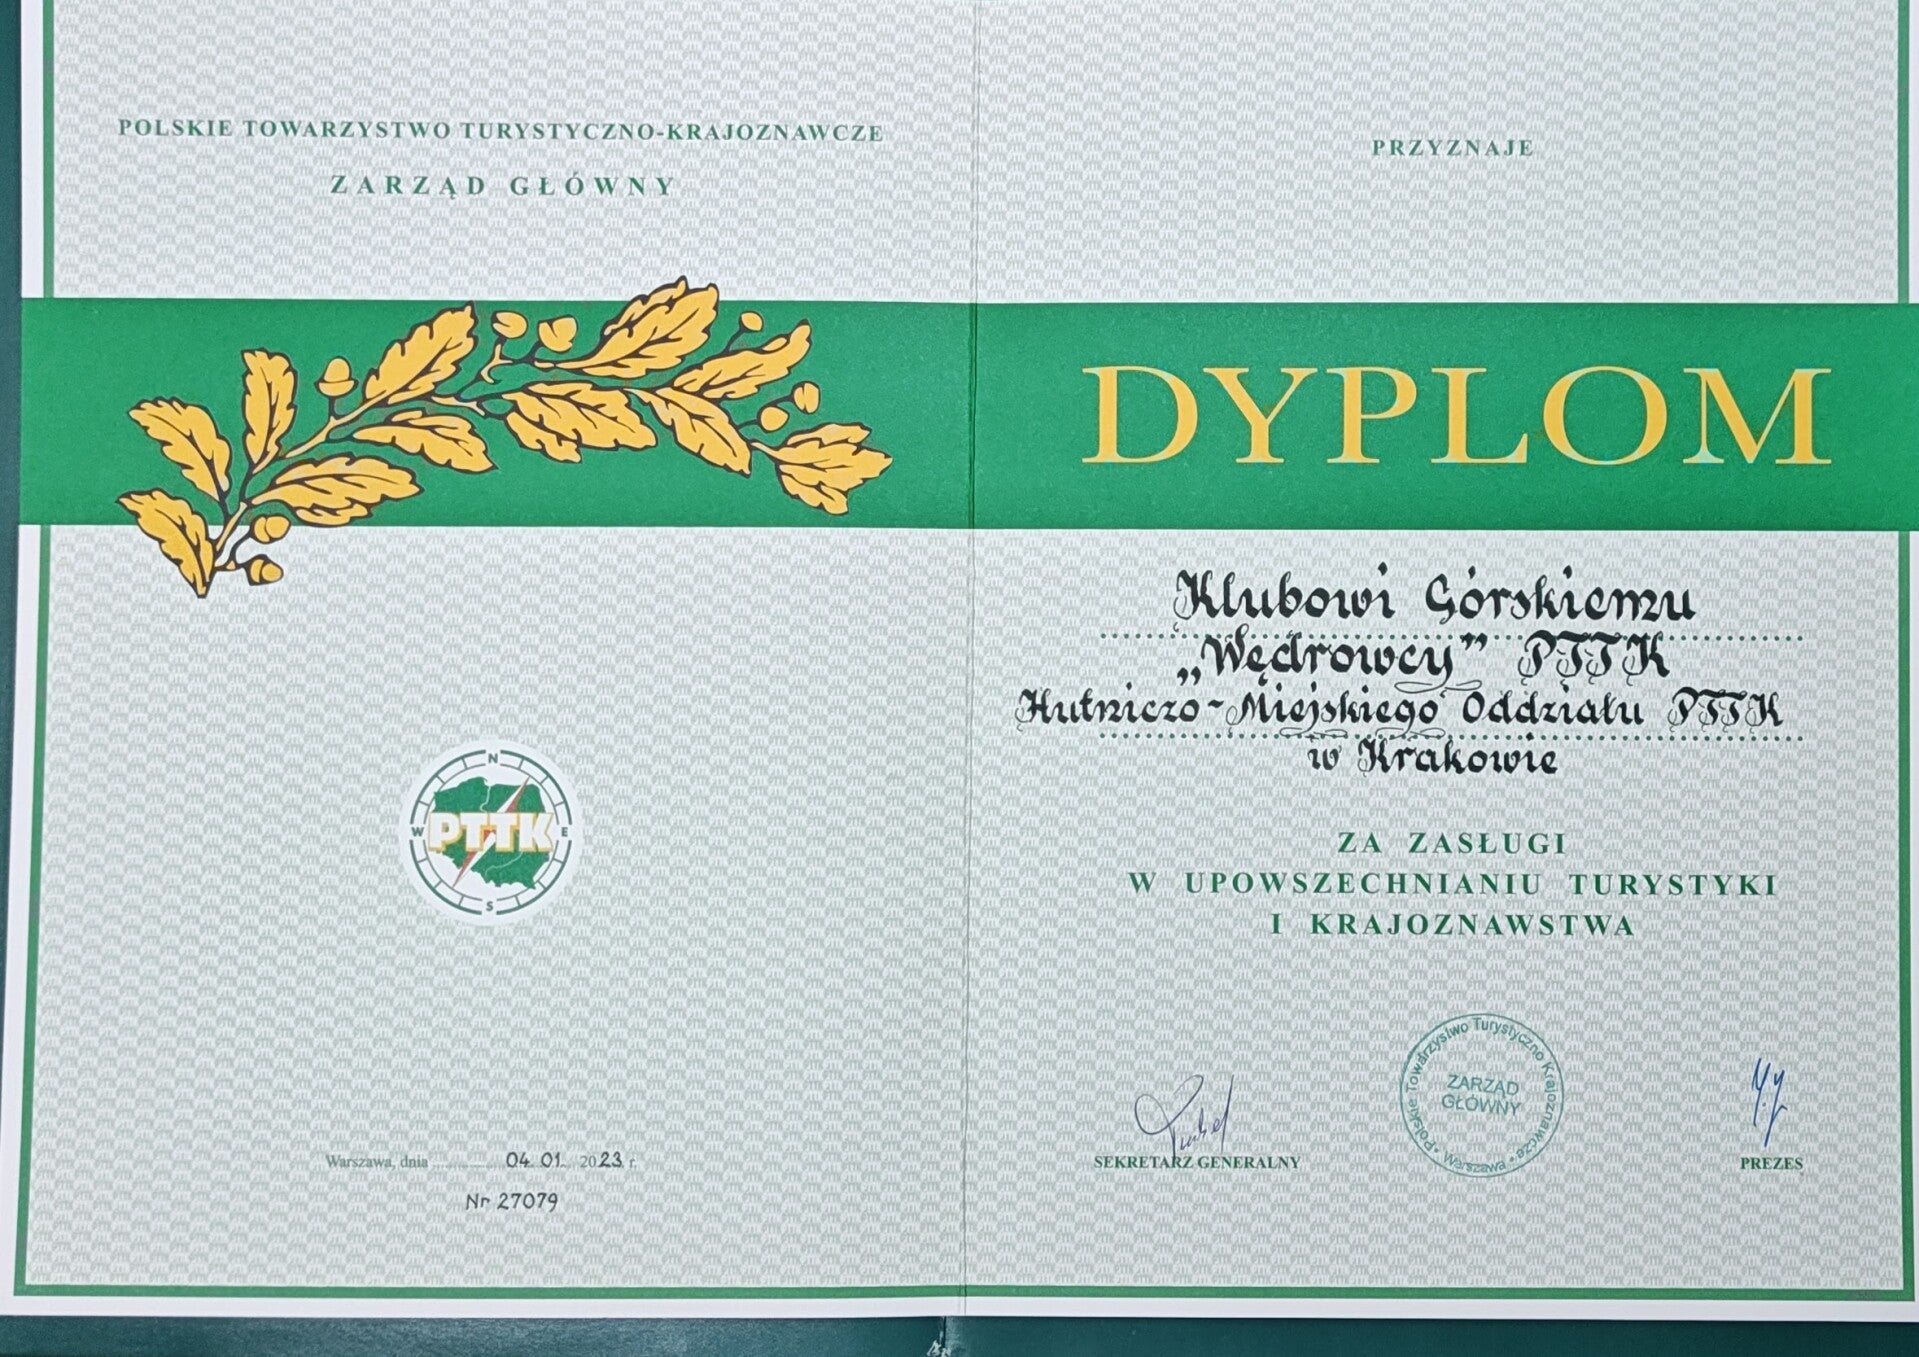 POLSKIE TOWARZYSTWO TURYSTYCZNO-KRAJOZNAWCZE
ZARZĄD GŁÓWNY
N
W PTTK E
S
Warszawa, dnia 04. 01. 2023 r.
Nr 27079
PRZYZNAJE
DYPLOM
Klubowi Górskiemu
„Wędrowcy” PTTK
Hutniczo-Miejskiego Oddziału PTTK
w Krakowie
ZA ZASŁUGI
W UPOWSZECHNIANIU TURYSTYKI
I KRAJOZNAWSTWA
SEKRETARZ GENERALNY
Polskie Towarzystwo Turystyczno Krajoznawcze
Warszawa
ZARZĄD
GŁÓWNY
PREZES